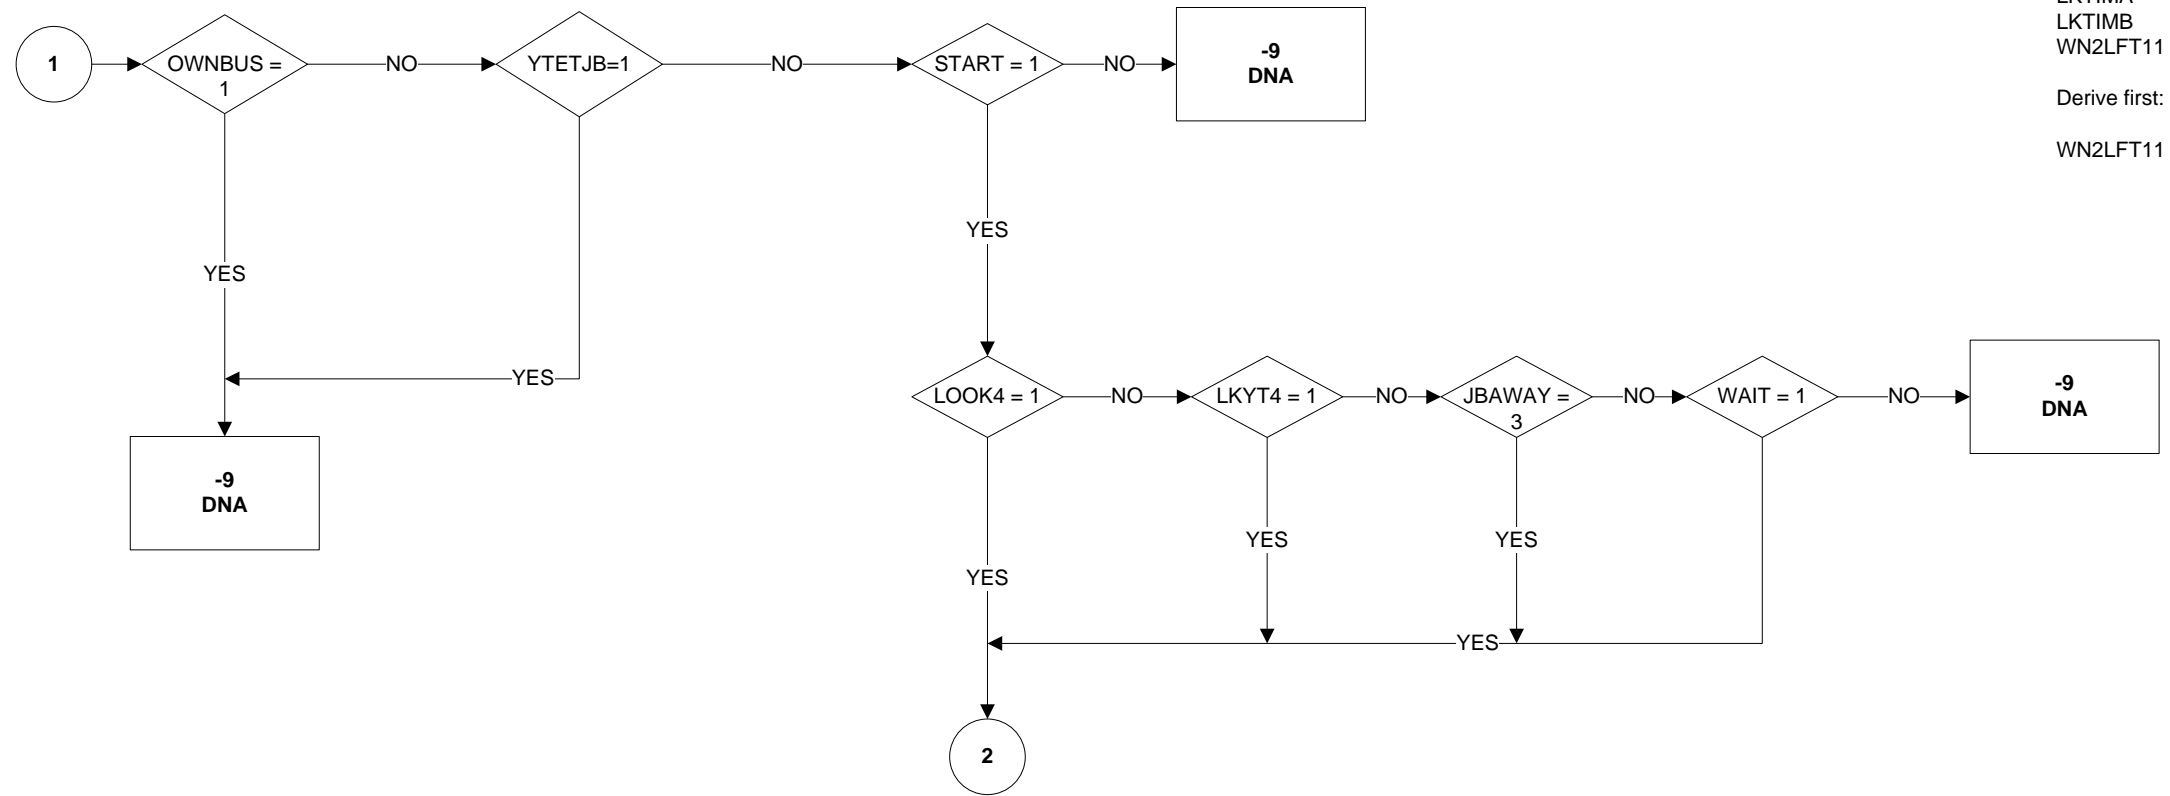 1
OWNBUS =
1
NO
YTETJB=1
NO
START = 1
NO
-9
DNA
LKTIMB
WN2LFT11
Derive first:
WN2LFT11
YES
YES
YES
-9
DNA
LOOK4 = 1
NO
LKYT4 = 1
NO
JBAWAY =
3
NO
WAIT = 1
NO
-9
DNA
YES
YES
YES
YES
2